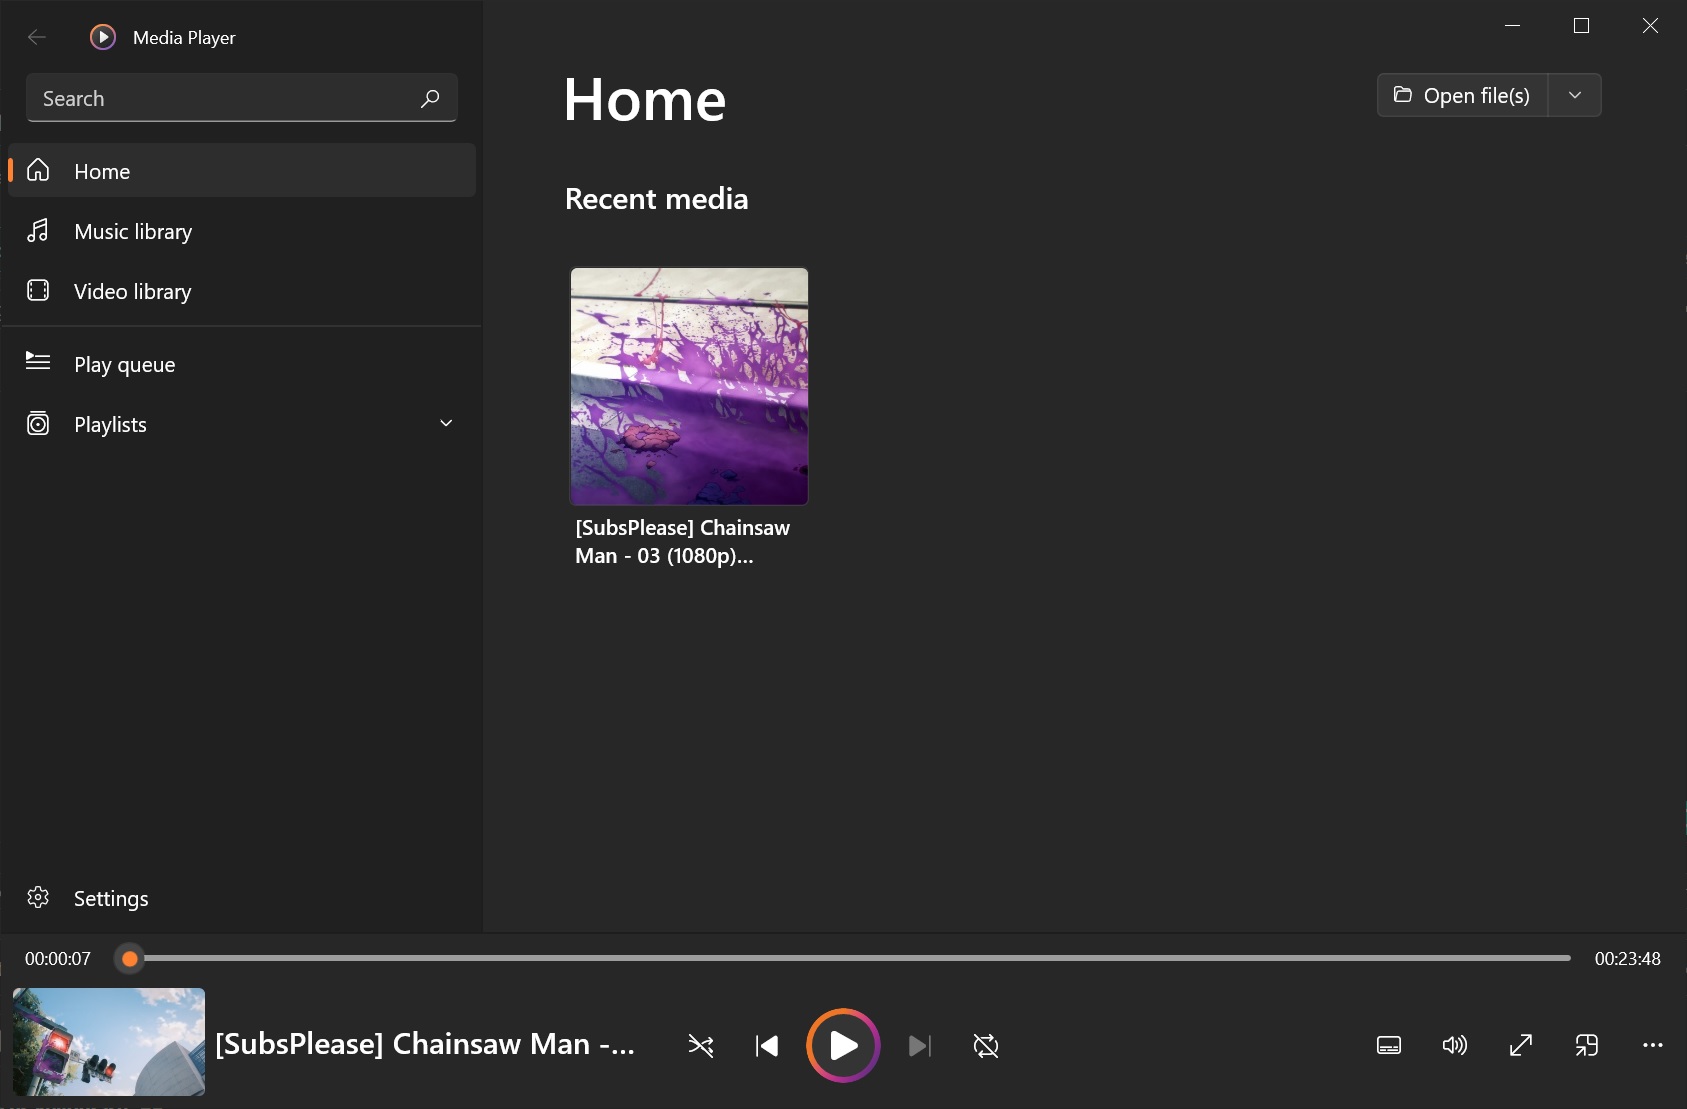 Media Player
Search
Home
Music library
Video library
Play queue
Playlists
Settings
Home
Open file(s)
Recent media
[SubsPlease] Chainsaw
Man - 03 (1080p)...
00:00:07
00:23:48
[SubsPlease] Chainsaw Man -...